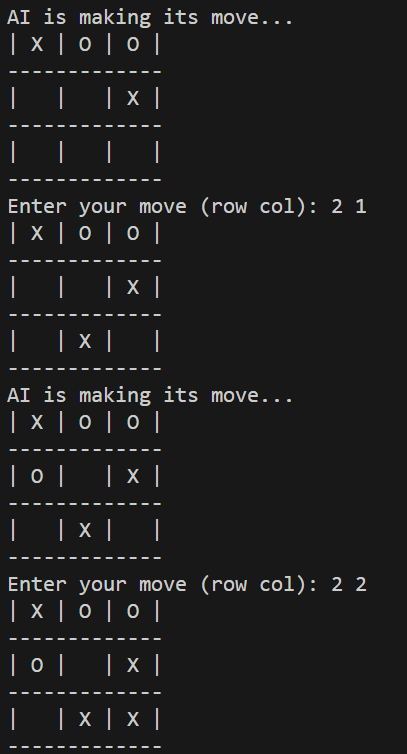 AI is making its move...
| X | O | O |
-------------
|   |   | X |
-------------
|   |   |   |
-------------
Enter your move (row col): 2 1
| X | O | O |
-------------
|   |   | X |
-------------
|   | X |   |
-------------
AI is making its move...
| X | O | O |
-------------
| O |   | X |
-------------
|   | X |   |
-------------
Enter your move (row col): 2 2
| X | O | O |
-------------
| O |   | X |
-------------
|   | X | X |
-------------